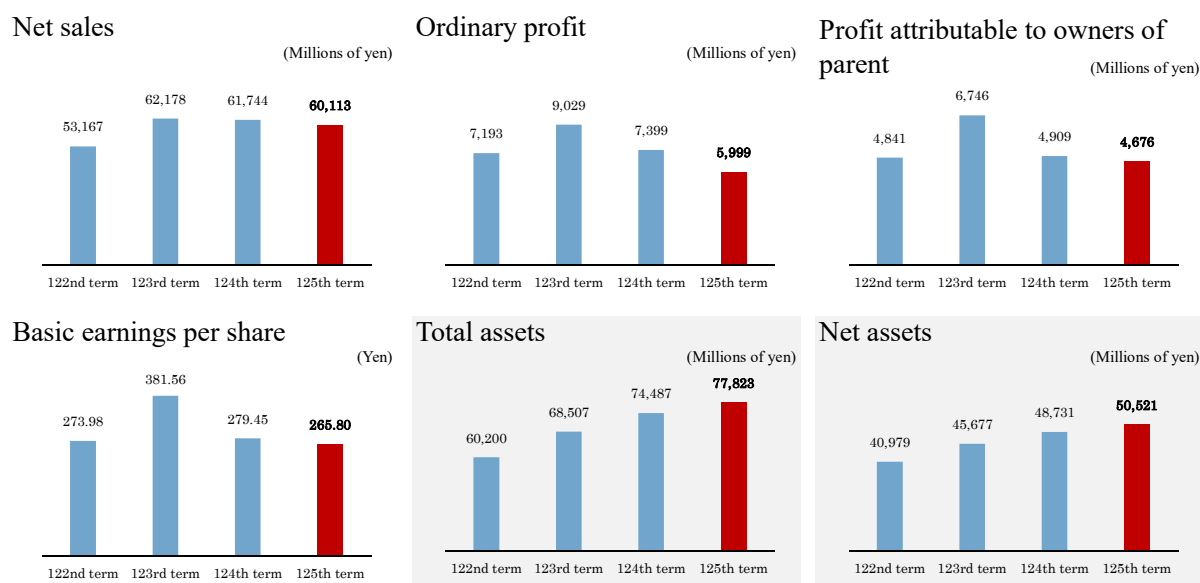 Net sales
(Millions of yen)
53,167
62,178
61,744
60,113
122nd term 123rd term 124th term 125th term
Ordinary profit
(Millions of yen)
7,193
9,029
7,399
5,999
122nd term 123rd term 124th term 125th term
Profit attributable to owners of
parent
(Millions of yen)
4,841
6,746
4,909
4,676
122nd term 123rd term 124th term 125th term
Basic earnings per share
(Yen)
273.98
381.56
279.45
265.80
122nd term 123rd term 124th term 125th term
Total assets
(Millions of yen)
60,200
68,507
74,487
77,823
122nd term 123rd term 124th term 125th term
Net assets
(Millions of yen)
40,979
45,677
48,731
50,521
122nd term 123rd term 124th term 125th term